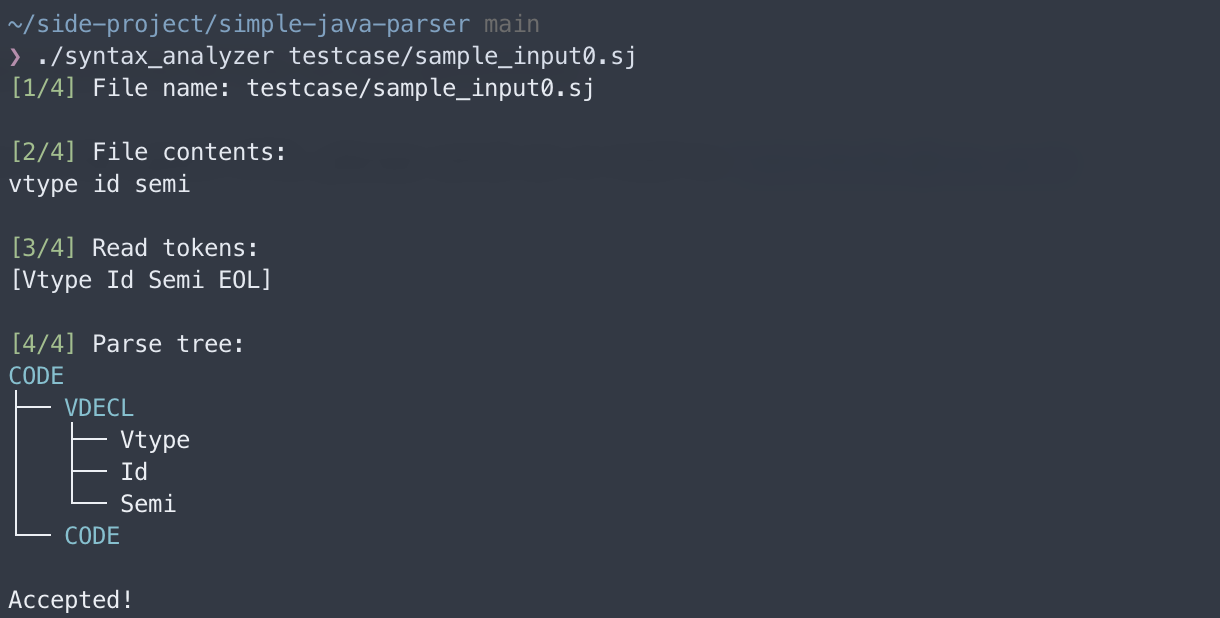 ~/side-project/simple-java-parser main
❯ ./syntax_analyzer testcase/sample_input0.sj
[1/4] File name: testcase/sample_input0.sj
[2/4] File contents:
vtype id semi
[3/4] Read tokens:
[Vtype Id Semi EOL]
[4/4] Parse tree:
CODE
├── VDECL
│   ├── Vtype
│   ├── Id
│   └── Semi
└── CODE
Accepted!